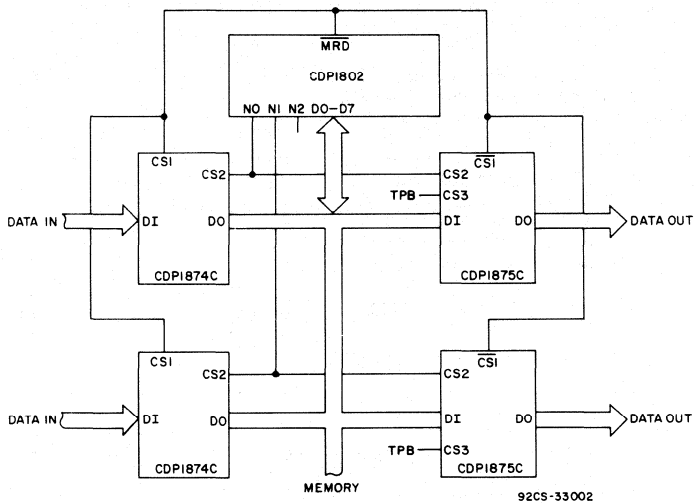 MRD
CDP1802
N0 N1 N2 D0-D7
CS1
CS2
DATA IN
DI
DO
CDP1874C
CS1
CS2
TPB
CS3
DI
DO
DATA OUT
CDP1875C
CS1
CS2
DATA IN
DI
DO
CDP1874C
CS1
CS2
DI
DO
DATA OUT
TPB
CS3
CDP1875C
MEMORY
92CS-33002